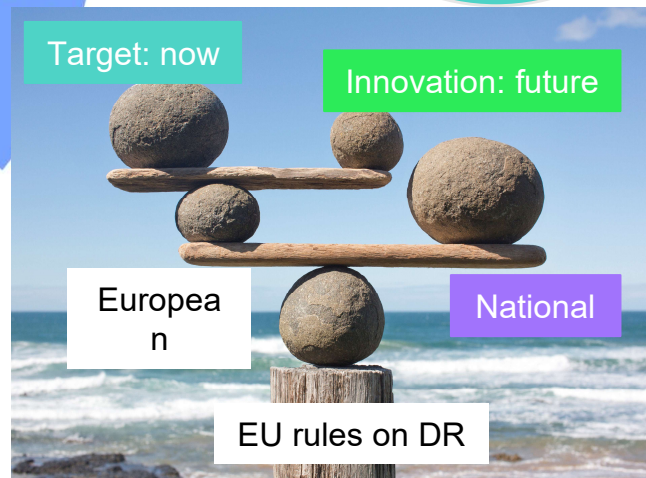 Target: now
Innovation: future
Europea
n
National
EU rules on DR